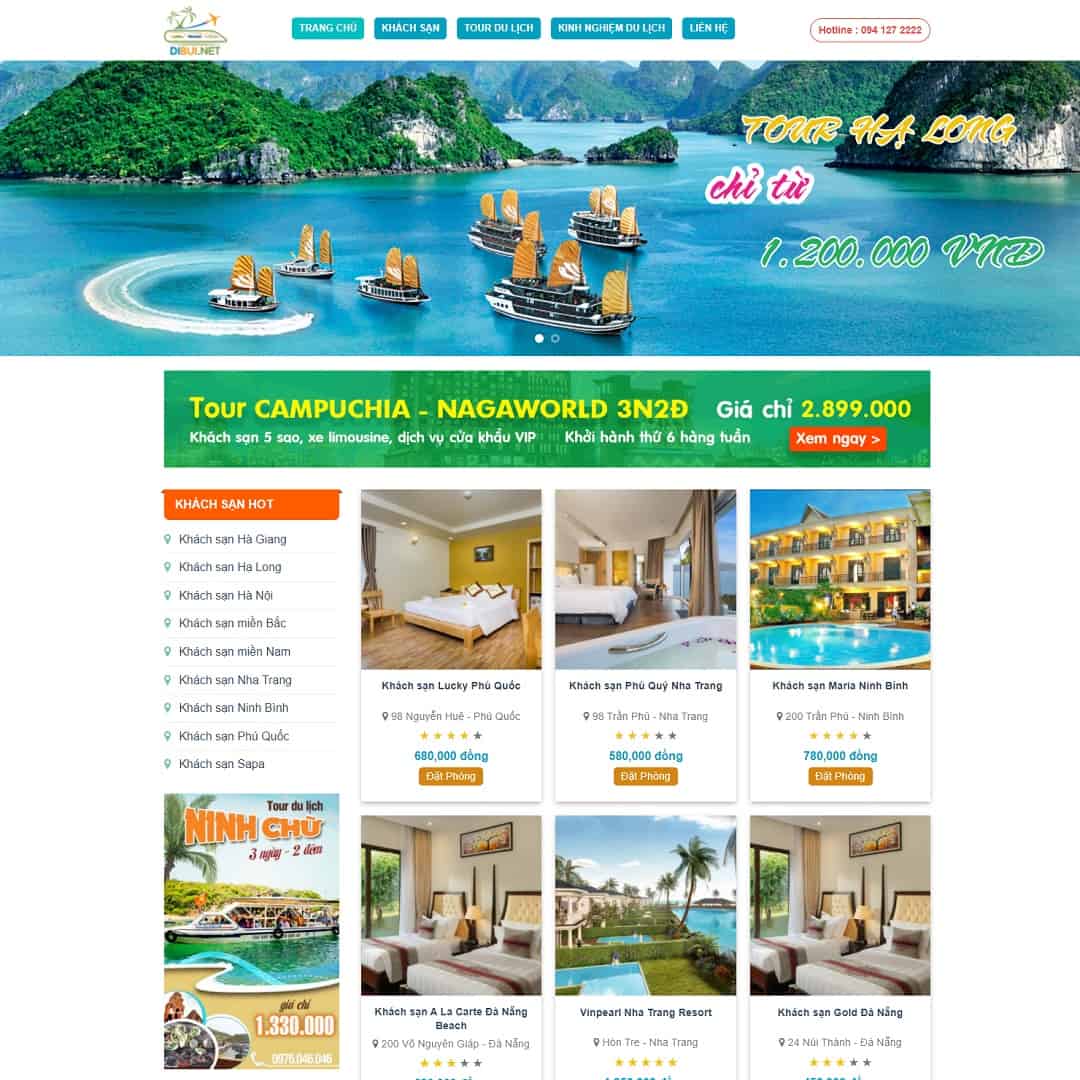 DIBUI.NET
TRANG CHỦ
KHÁCH SẠN
TOUR DU LỊCH
KINH NGHIỆM DU LỊCH
LIÊN HỆ
Hotline : 094 127 2222
TOUR HẠ LONG
chỉ từ
1.200.000 VNĐ
Tour CAMPUCHIA - NAGAWORLD 3N2Đ
Giá chỉ 2.899.000
Khách sạn 5 sao, xe limousine, dịch vụ cửa khẩu VIP
Khởi hành thứ 6 hàng tuần
Xem ngay >
KHÁCH SẠN HOT
Khách sạn Hà Giang
Khách sạn Hạ Long
Khách sạn Hà Nội
Khách sạn miền Bắc
Khách sạn miền Nam
Khách sạn Nha Trang
Khách sạn Ninh Bình
Khách sạn Phú Quốc
Khách sạn Sapa
Tour du lịch
NINH CHỮ
3 ngày - 2 đêm
giá chỉ
1.330.000
0976.046.046
Khách sạn Lucky Phú Quốc
98 Nguyễn Huệ - Phú Quốc
680,000 đồng
Đặt Phòng
Khách sạn Phú Quý Nha Trang
98 Trần Phú - Nha Trang
580,000 đồng
Đặt Phòng
Khách sạn Maria Ninh Bình
200 Trần Phú - Ninh Bình
780,000 đồng
Đặt Phòng
Khách sạn A La Carte Đà Nẵng
Beach
200 Võ Nguyên Giáp - Đà Nẵng
Vinpearl Nha Trang Resort
Hòn Tre - Nha Trang
Khách sạn Gold Đà Nẵng
24 Núi Thành - Đà Nẵng